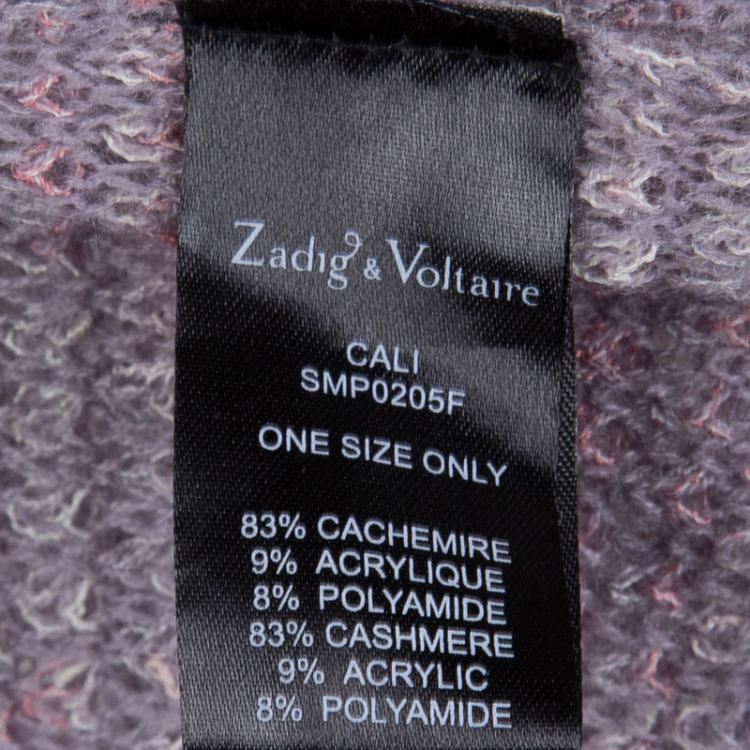 Zadig & Voltaire
CALI
SMP0205F
ONE SIZE ONLY
83% CACHEMIRE
9% ACRYLIQUE
8% POLYAMIDE
83% CASHMERE
9% ACRYLIC
8% POLYAMIDE